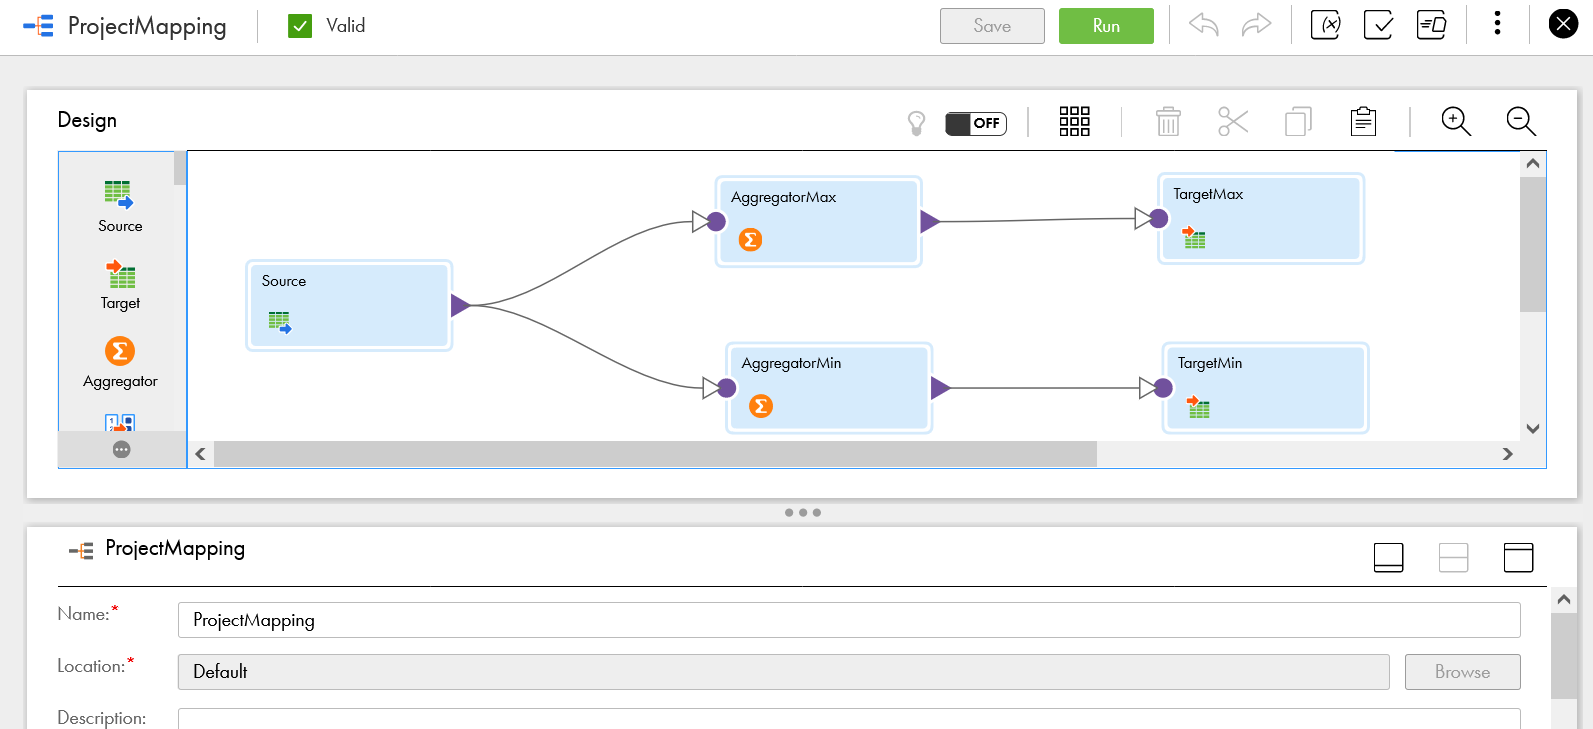 ProjectMapping
Valid
Save
Run
(x)
Design
OFF
Source
Target
Aggregator
Source
AggregatorMax
TargetMax
AggregatorMin
TargetMin
ProjectMapping
Name:*
ProjectMapping
Location:*
Default
Browse
Description: